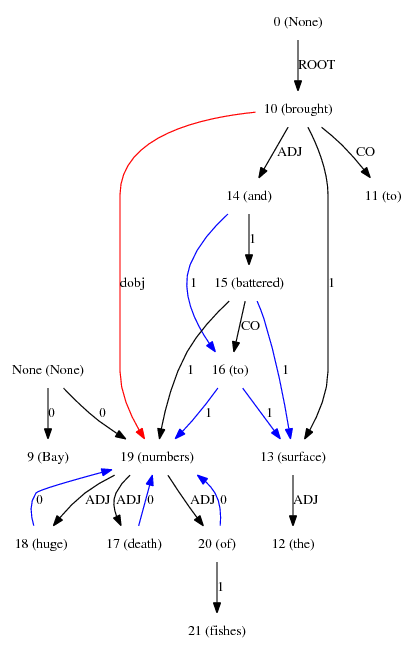 0 (None)
ROOT
10 (brought)
ADJ CO
14 (and) 11 (to)
1
dobj 1 15 (battered) 1
CO
None (None) 1 16 (to) 1
0 0 1 1
9 (Bay) 19 (numbers) 13 (surface)
0 ADJ ADJ 0 ADJ 0 ADJ
18 (huge) 17 (death) 20 (of) 12 (the)
1
21 (fishes)